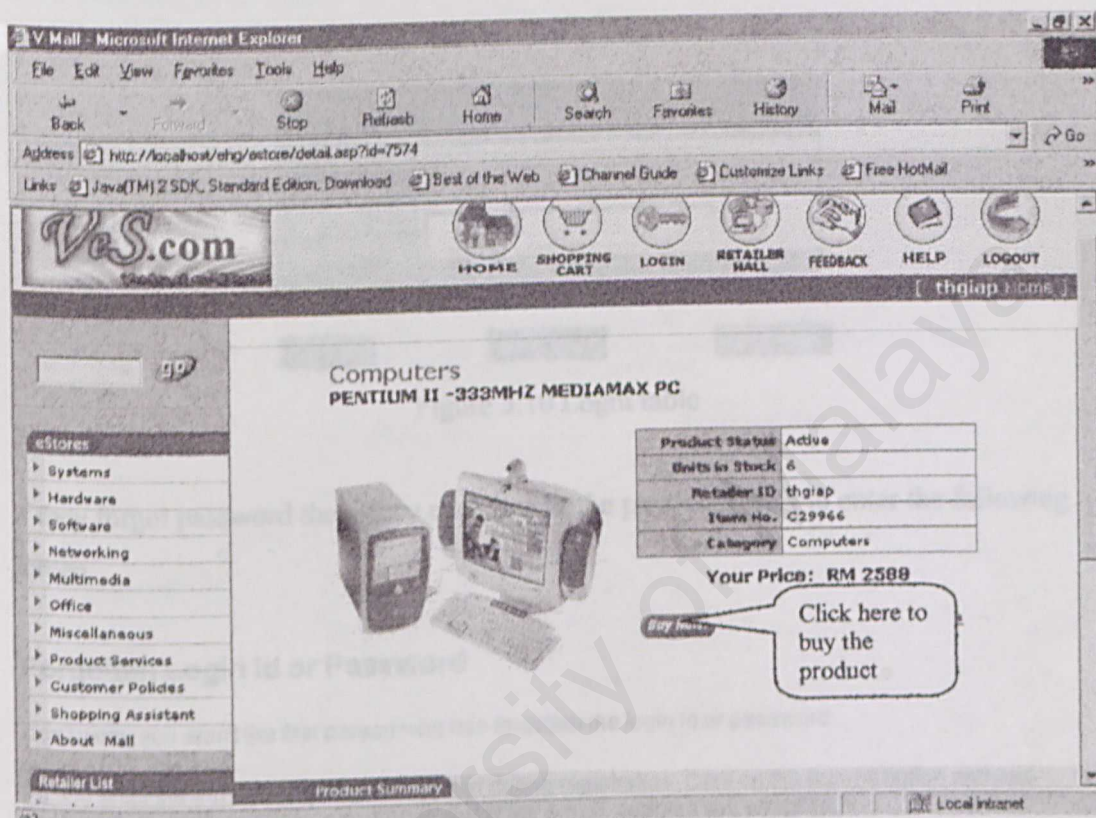 V Mall - Microsoft Internet Explorer
File Edit View Favorites Tools Help
Back Forward Stop Refresh Home Search Favorites History Mail Print
Address http://localhost/ehg/estore/detail.asp?id=7574 Go
Links Java(TM) 2 SDK, Standard Edition, Download Best of the Web Channel Guide Customize Links Free HotMail
VeS.com
HOME SHOPPING CART LOGIN RETAILER MALL FEEDBACK HELP LOGOUT
[ thgiap Home ]
go
Computers
PENTIUM II -333MHZ MEDIAMAX PC
eStores
Systems
Hardware
Software
Networking
Multimedia
Office
Miscellaneous
Product Services
Customer Policies
Shopping Assistant
About Mall
Retailer List
Product Status Active
Units in Stock 6
Retailer ID thgiap
Item No. C29966
Category Computers
Your Price: RM 2588
Buy Now
Click here to
buy the
product
Product Summary
Local intranet